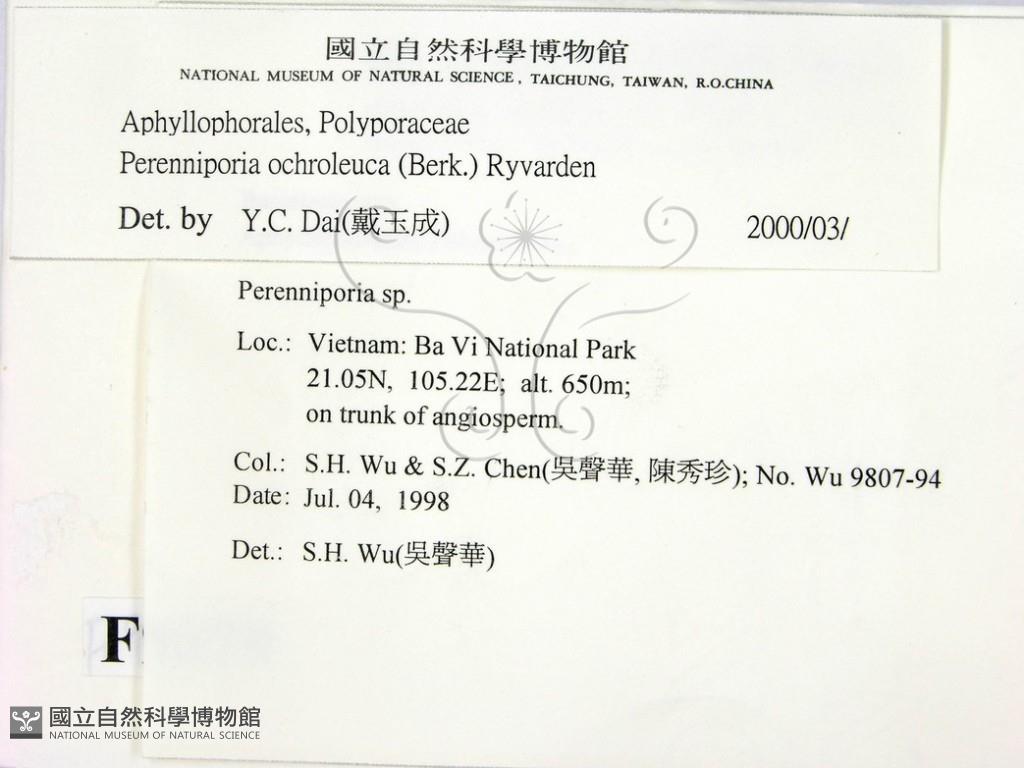 國立自然科學博物館
NATIONAL MUSEUM OF NATURAL SCIENCE, TAICHUNG, TAIWAN, R.O.CHINA
Aphyllophorales, Polyporaceae
Perenniporia ochroleuca (Berk.) Ryvarden
Det. by Y.C. Dai(戴玉成) 2000/03/
Perenniporia sp.
Loc.: Vietnam: Ba Vi National Park
21.05N, 105.22E; alt. 650m;
on trunk of angiosperm.
Col.: S.H. Wu & S.Z. Chen(吳聲華, 陳秀珍); No. Wu 9807-94
Date: Jul. 04, 1998
Det.: S.H. Wu(吳聲華)
F
國立自然科學博物館
NATIONAL MUSEUM OF NATURAL SCIENCE